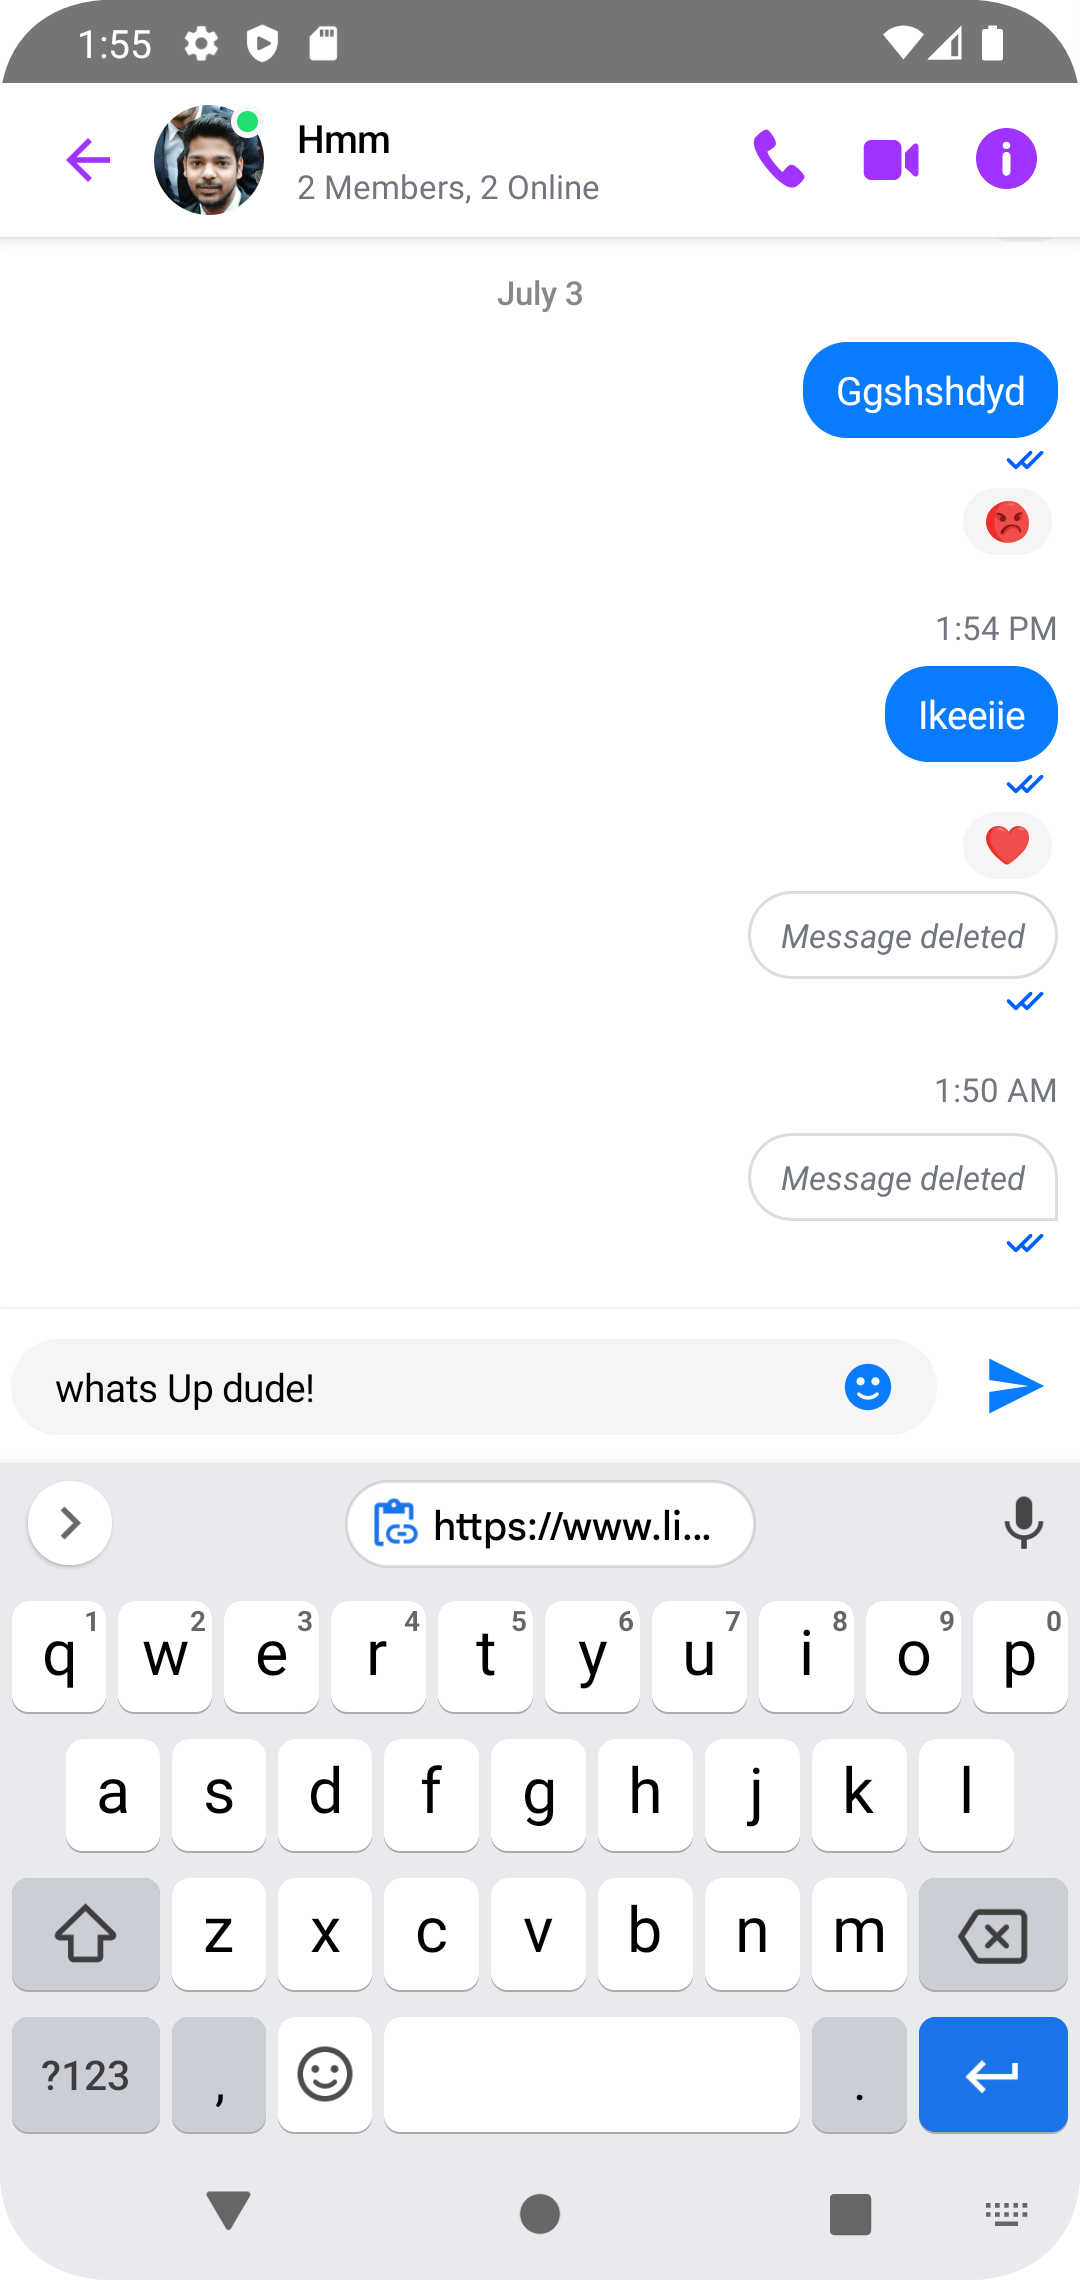 1:55
Hmm
2 Members, 2 Online
July 3
Ggshshdyd
1:54 PM
Ikeeiie
Message deleted
1:50 AM
Message deleted
whats Up dude!
https://www.li...
q 1 w 2 e 3 r 4 t 5 y 6 u 7 i 8 o 9 p 0
a s d f g h j k l
z x c v b n m
?123 , .